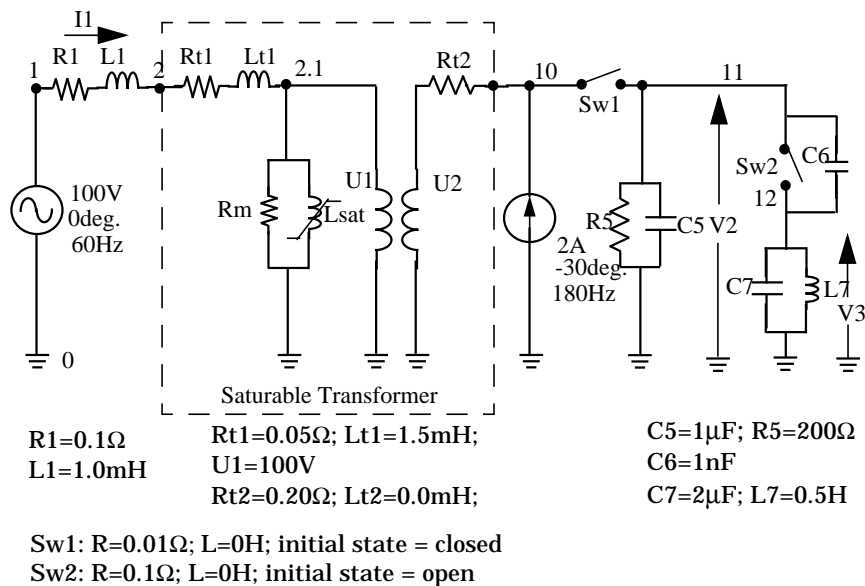 I1
R1
L1
1
2
Rt1
Lt1
2.1
Rt2
10
Sw1
11
Sw2
C6
12
100V
0deg.
60Hz
Rm
Lsat
U1
U2
2A
-30deg.
180Hz
R5
C5
V2
C7
L7
V3
0
Saturable Transformer
R1=0.1Ω
L1=1.0mH
Rt1=0.05Ω; Lt1=1.5mH;
U1=100V
Rt2=0.20Ω; Lt2=0.0mH;
C5=1μF; R5=200Ω
C6=1nF
C7=2μF; L7=0.5H
Sw1: R=0.01Ω; L=0H; initial state = closed
Sw2: R=0.1Ω; L=0H; initial state = open